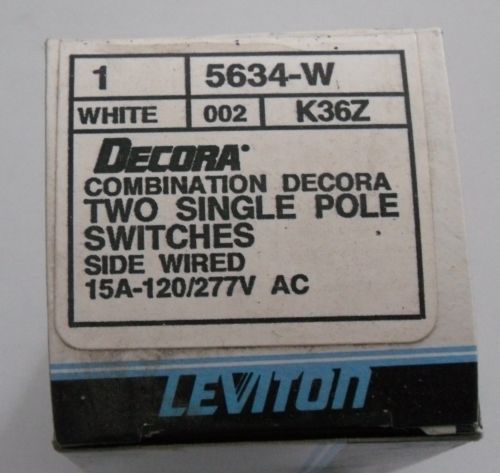 1 5634-W
WHITE 002 K36Z
DECORA®
COMBINATION DECORA
TWO SINGLE POLE
SWITCHES
SIDE WIRED
15A-120/277V AC
LEVITON